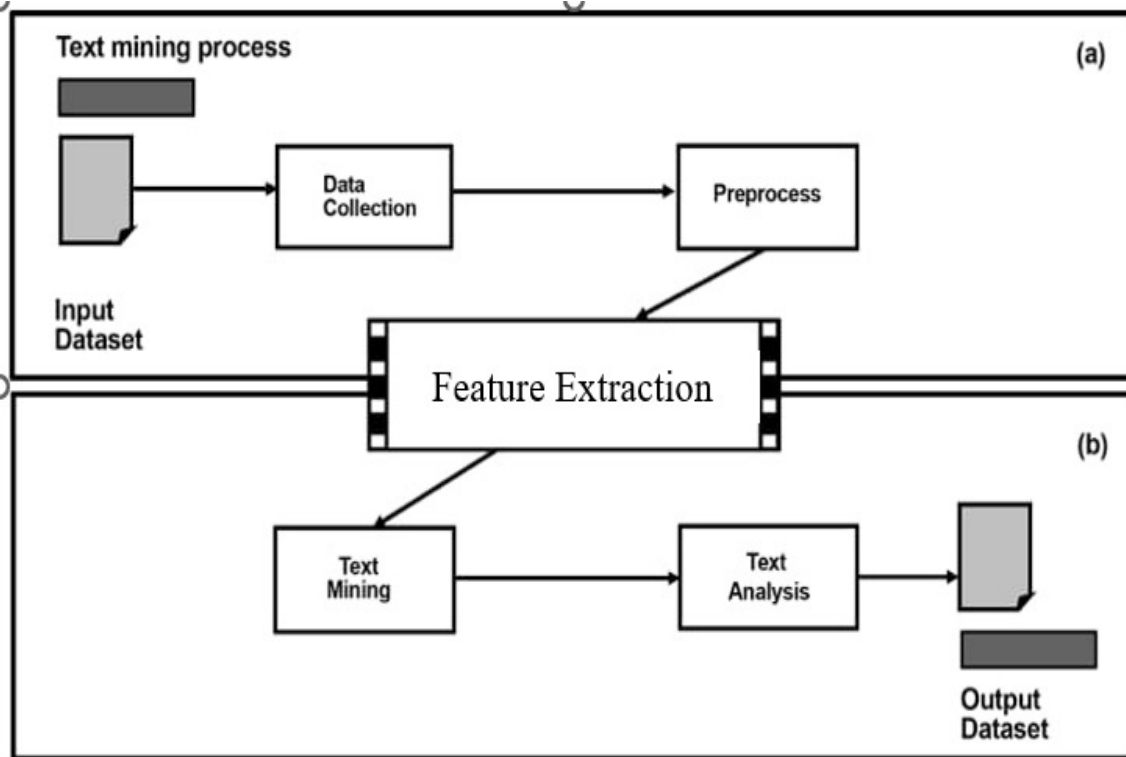 Text mining process
(a)
Data
Collection
Preprocess
Input
Dataset
Feature Extraction
(b)
Text
Mining
Text
Analysis
Output
Dataset